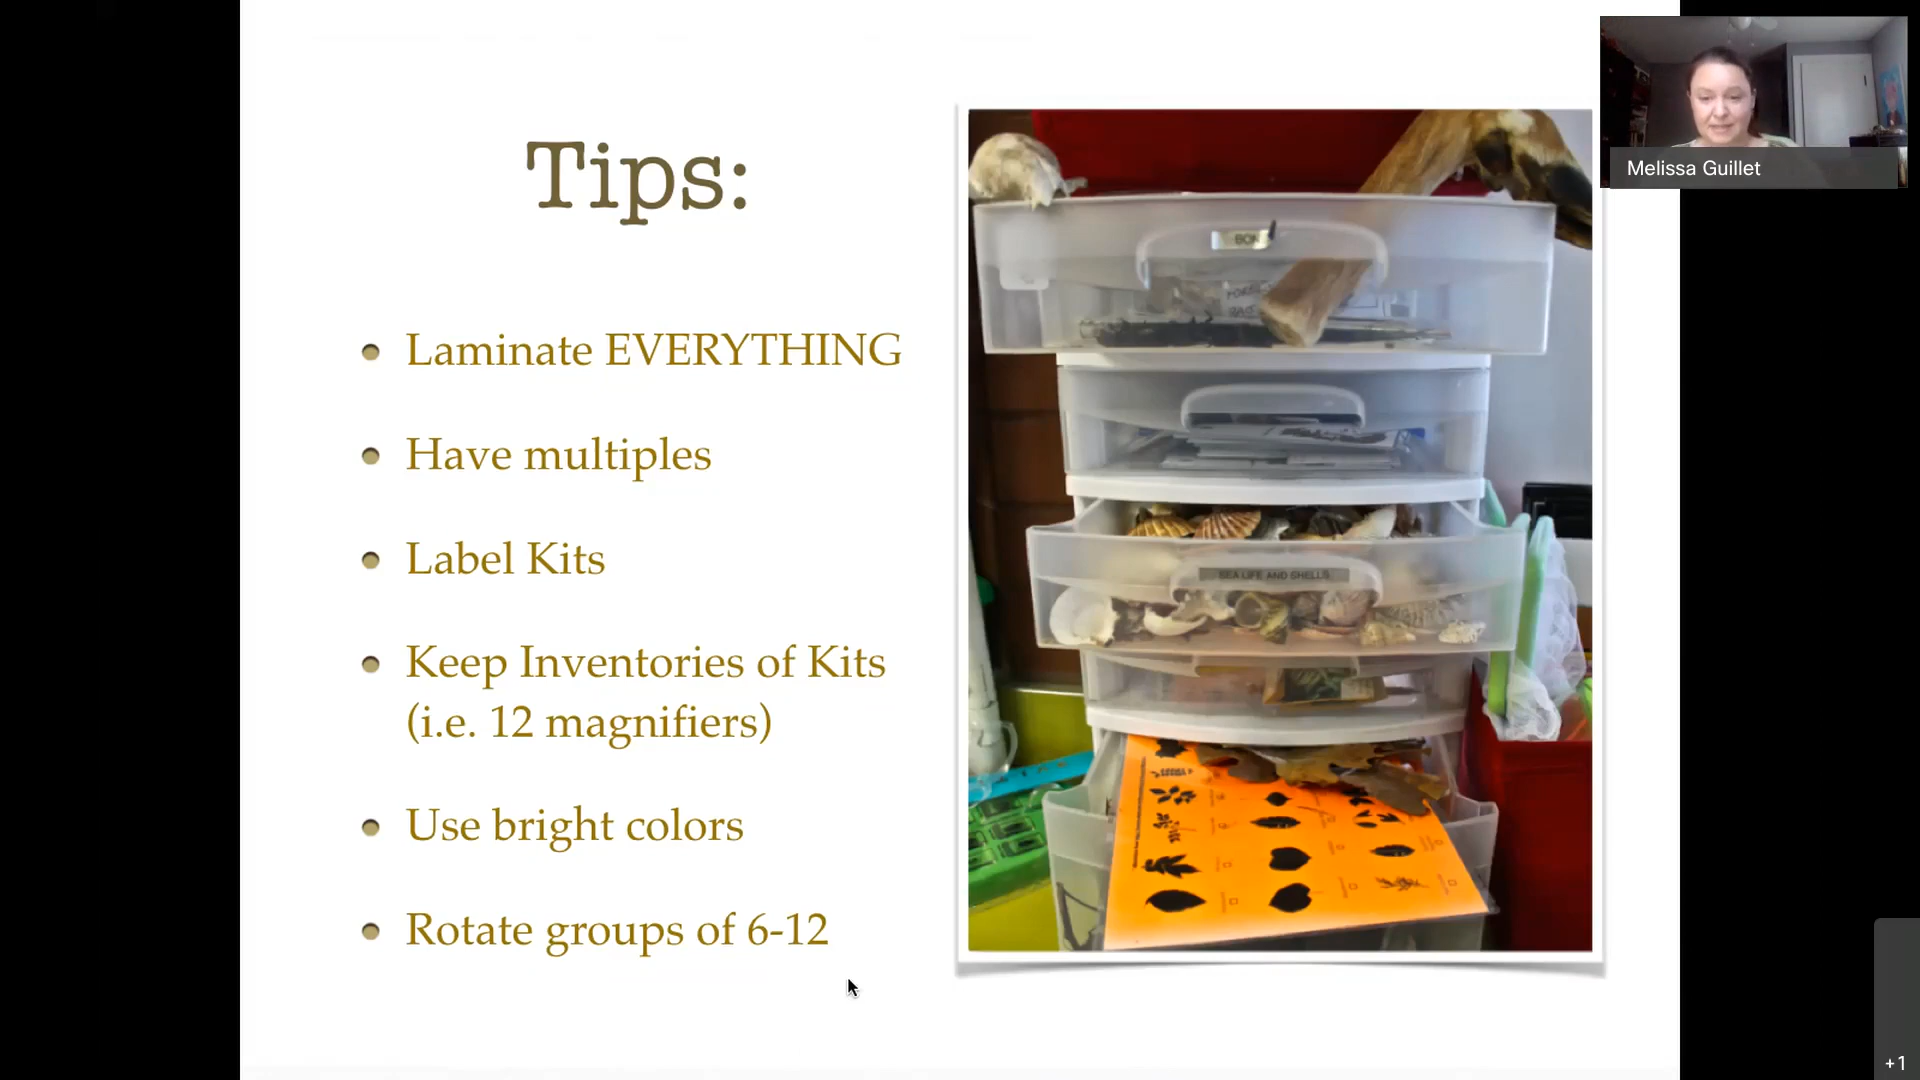 Tips:
Laminate EVERYTHING
Have multiples
Label Kits
Keep Inventories of Kits
(i.e. 12 magnifiers)
Use bright colors
Rotate groups of 6-12
SEA LIFE AND SHELLS
Melissa Guillet
+1